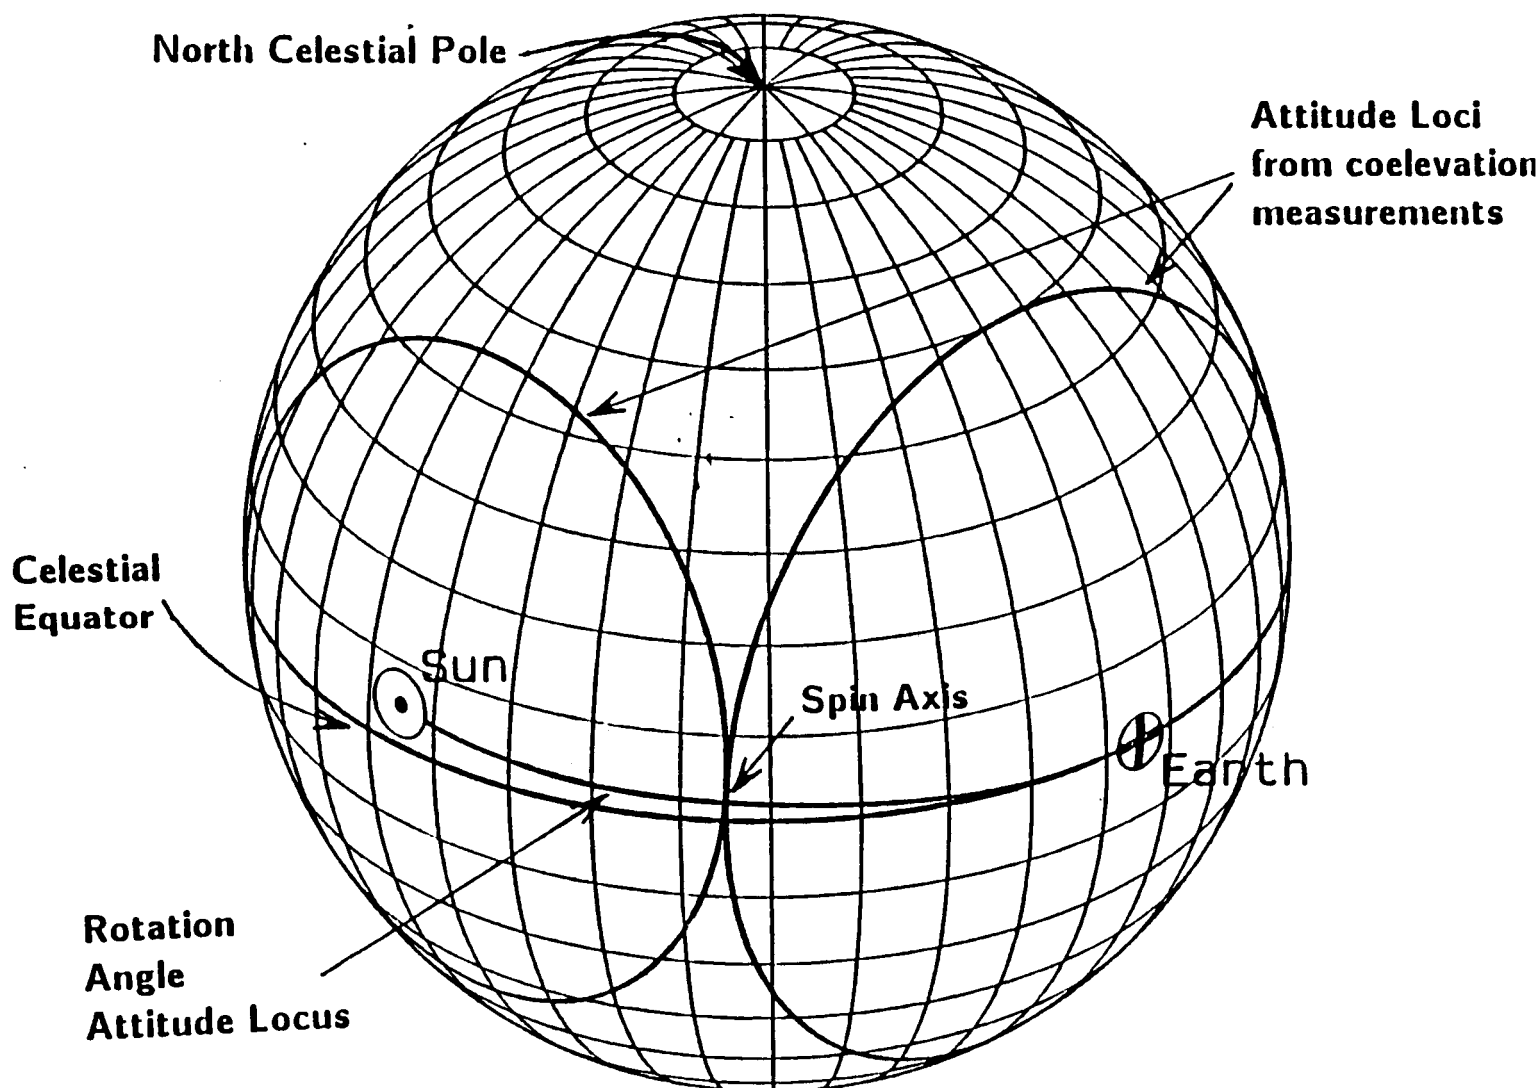 North Celestial Pole
Attitude Loci
from coelevation
measurements
Celestial
Equator
Sun
Spin Axis
Earth
Rotation
Angle
Attitude Locus